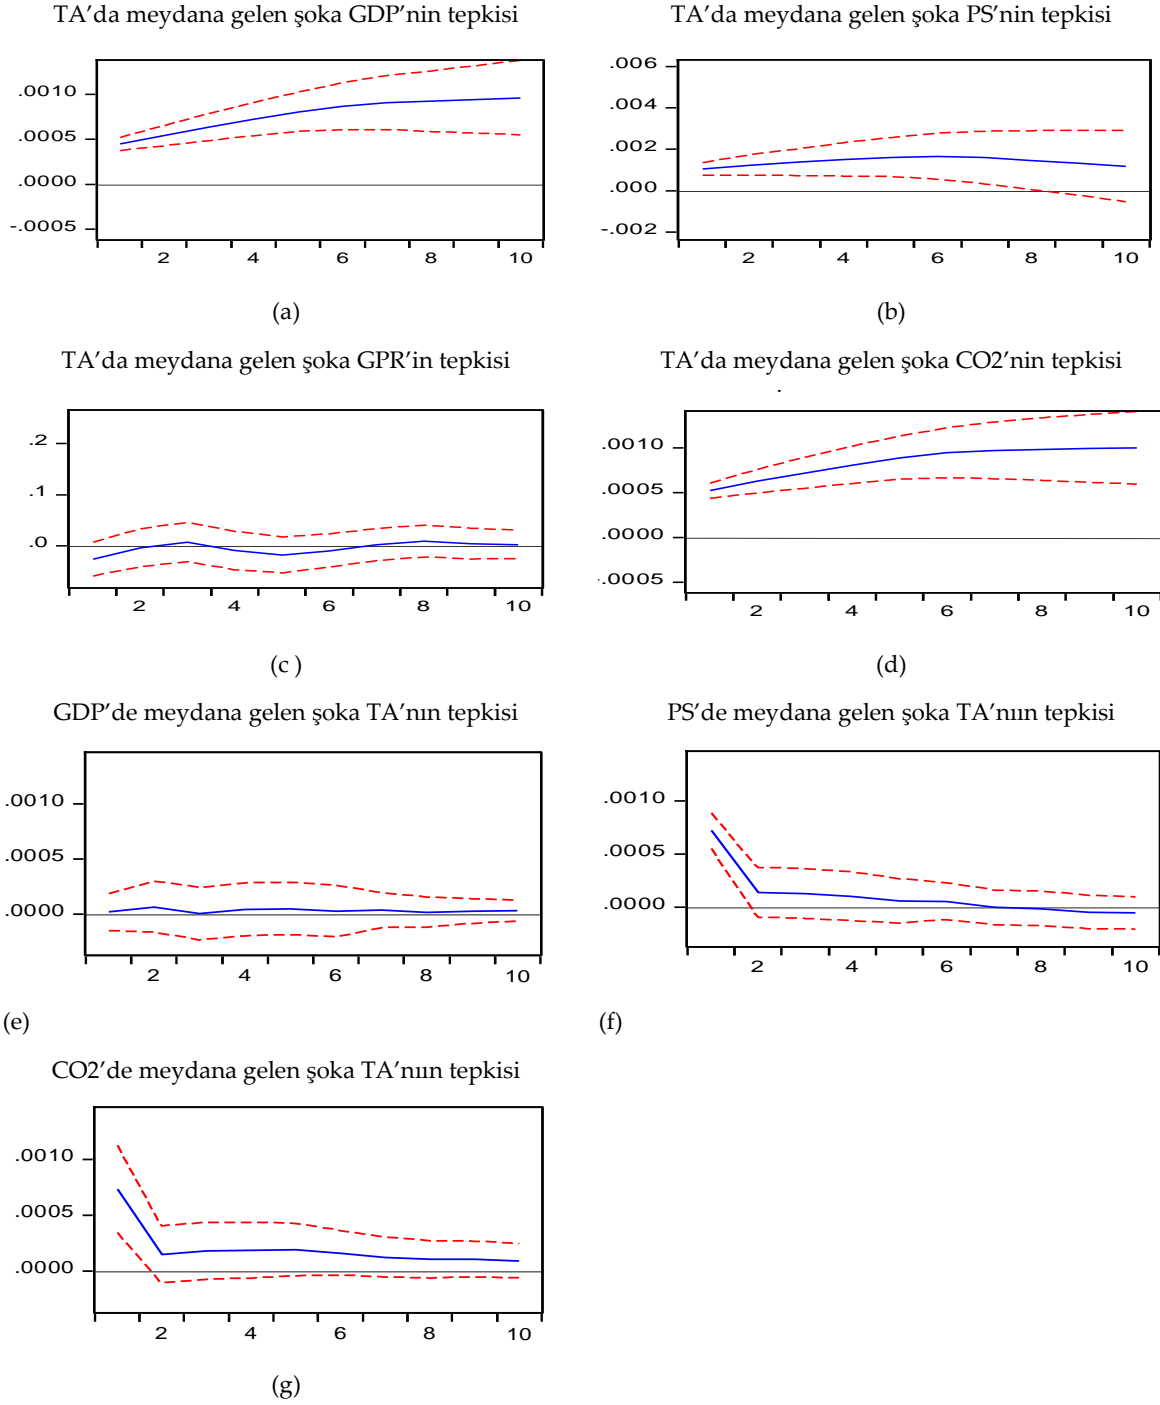 TA’da meydana gelen şoka GDP’nin tepkisi
TA’da meydana gelen şoka PS’nin tepkisi
.0010
.0005
.0000
-.0005
2 4 6 8 10
.006
.004
.002
.000
-.002
2 4 6 8 10
(a)
(b)
TA’da meydana gelen şoka GPR’in tepkisi
TA’da meydana gelen şoka CO2’nin tepkisi
.2
.1
.0
2 4 6 8 10
.0010
.0005
.0000
-.0005
2 4 6 8 10
(c )
(d)
GDP’de meydana gelen şoka TA’nın tepkisi
PS’de meydana gelen şoka TA’nıın tepkisi
.0010
.0005
.0000
2 4 6 8 10
.0010
.0005
.0000
2 4 6 8 10
(e)
(f)
CO2’de meydana gelen şoka TA’nıın tepkisi
.0010
.0005
.0000
2 4 6 8 10
(g)